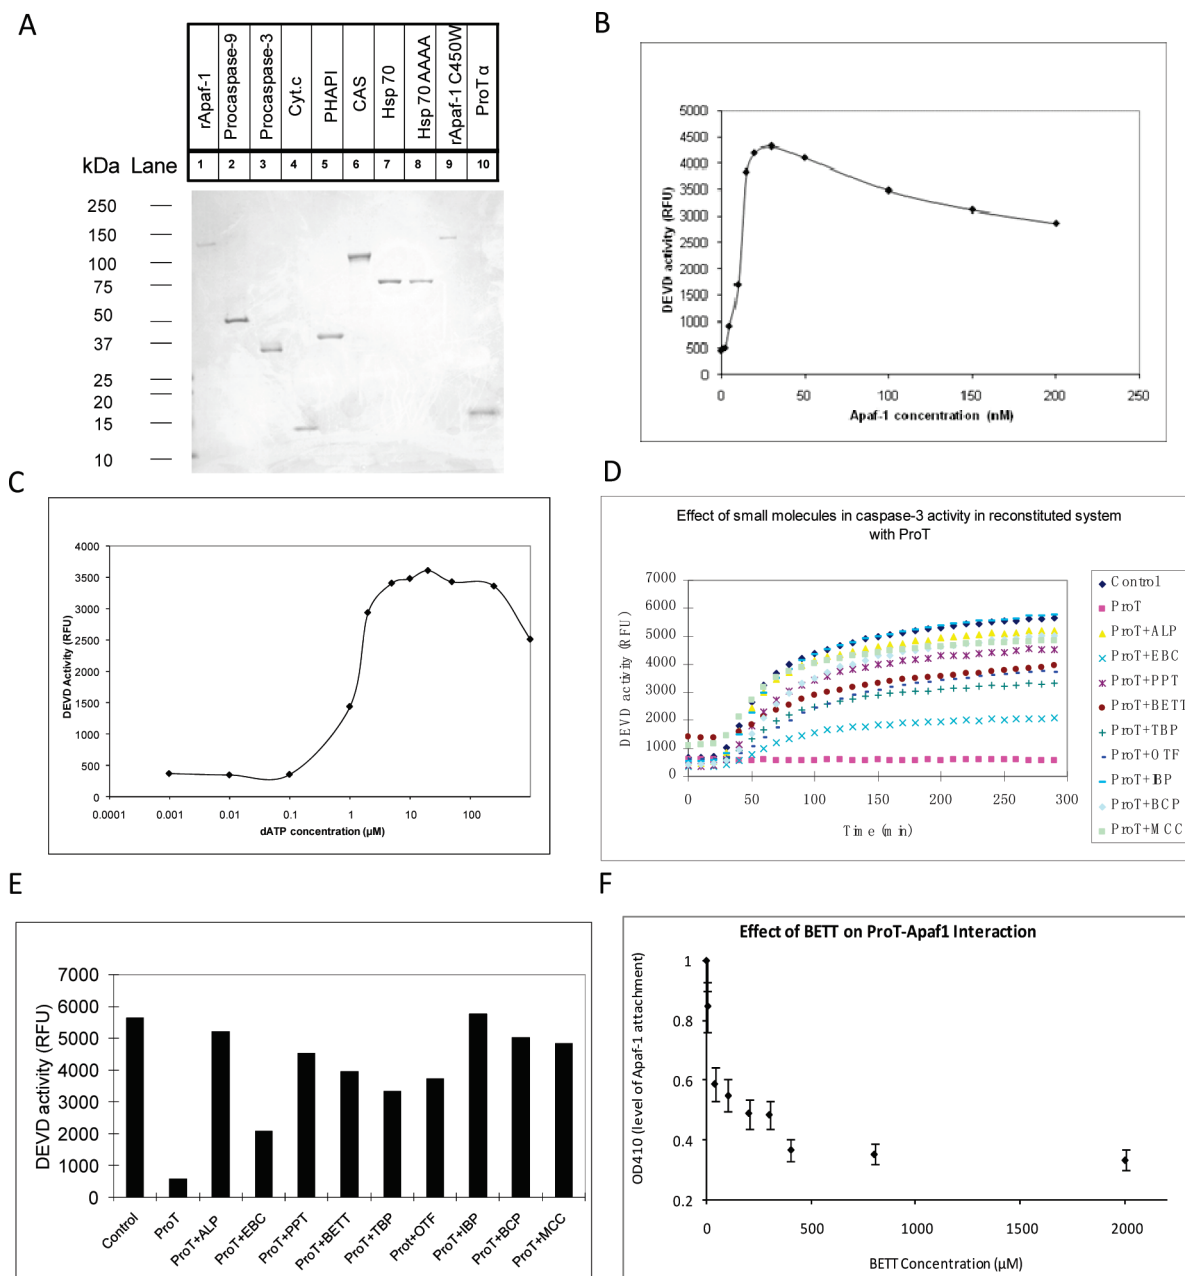 A
rApaf-1
Procaspase-9
Procaspase-3
Cyt.c
PHAPI
CAS
Hsp 70
Hsp 70 AAAA
rApaf-1 C450W
ProT α
kDa Lane 1 2 3 4 5 6 7 8 9 10
250
150
100
75
50
37
25
20
15
10
B
5000
4500
4000
3500
3000
2500
2000
1500
1000
500
0
DEVD activity (RFU)
0 50 100 150 200 250
Apaf-1 concentration (nM)
C
4000
3500
3000
2500
2000
1500
1000
500
0
DEVD Activity (RFU)
0.0001 0.001 0.01 0.1 1 10 100
dATP concentration (µM)
D
Effect of small molecules in caspase-3 activity in reconstituted system
with ProT
7000
6000
5000
4000
3000
2000
1000
0
DEVD activity (RFU)
0 50 100 150 200 250 300
Time (min)
Control
ProT
ProT+ALP
ProT+EBC
ProT+PPT
ProT+BETT
ProT+TBP
ProT+OTF
ProT+IBP
ProT+BCP
ProT+MCC
E
7000
6000
5000
4000
3000
2000
1000
0
DEVD activity (RFU)
Control
ProT
ProT+ALP
ProT+EBC
ProT+PPT
ProT+BETT
ProT+TBP
Prot+OTF
ProT+IBP
ProT+BCP
ProT+MCC
F
Effect of BETT on ProT-Apaf1 Interaction
1
0.8
0.6
0.4
0.2
OD410 (level of Apaf-1 attachment)
0 500 1000 1500 2000
BETT Concentration (µM)